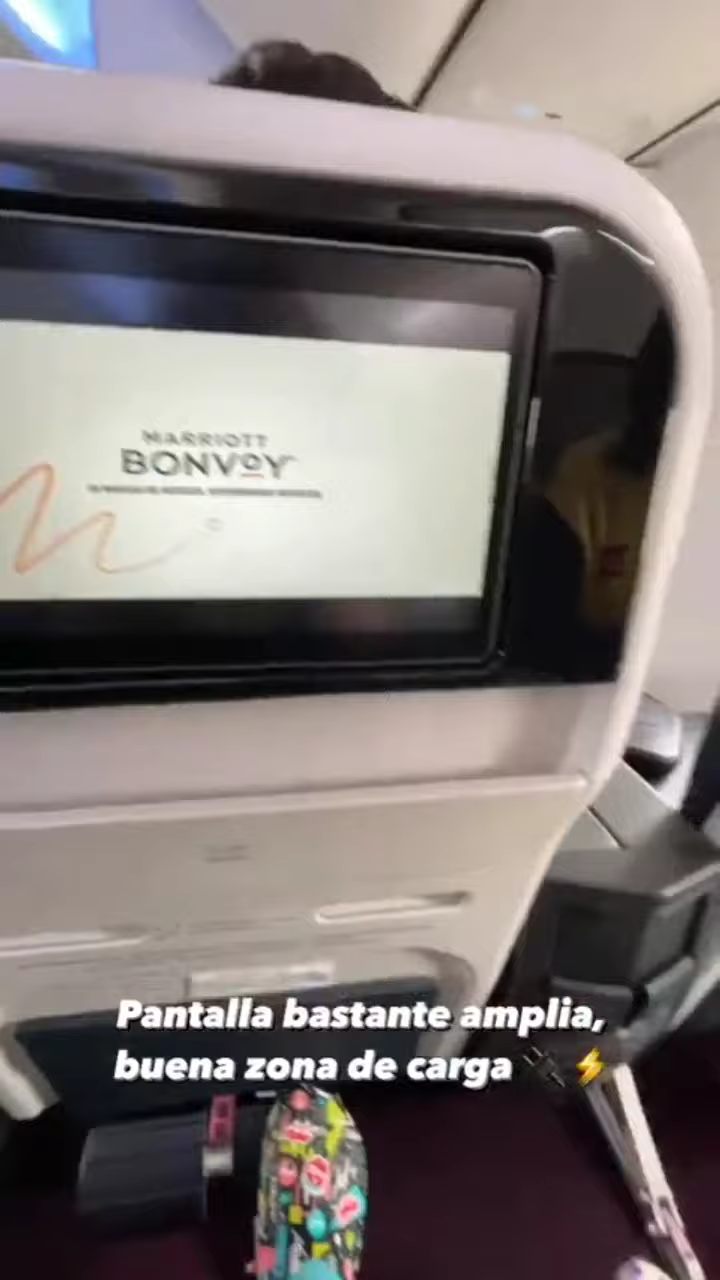 MARRIOTT
BONVOY
Pantalla bastante amplia,
buena zona de carga 🔌⚡